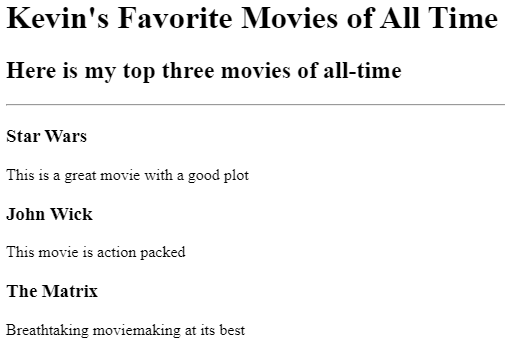 Kevin's Favorite Movies of All Time
Here is my top three movies of all-time
Star Wars
This is a great movie with a good plot
John Wick
This movie is action packed
The Matrix
Breathtaking moviemaking at its best